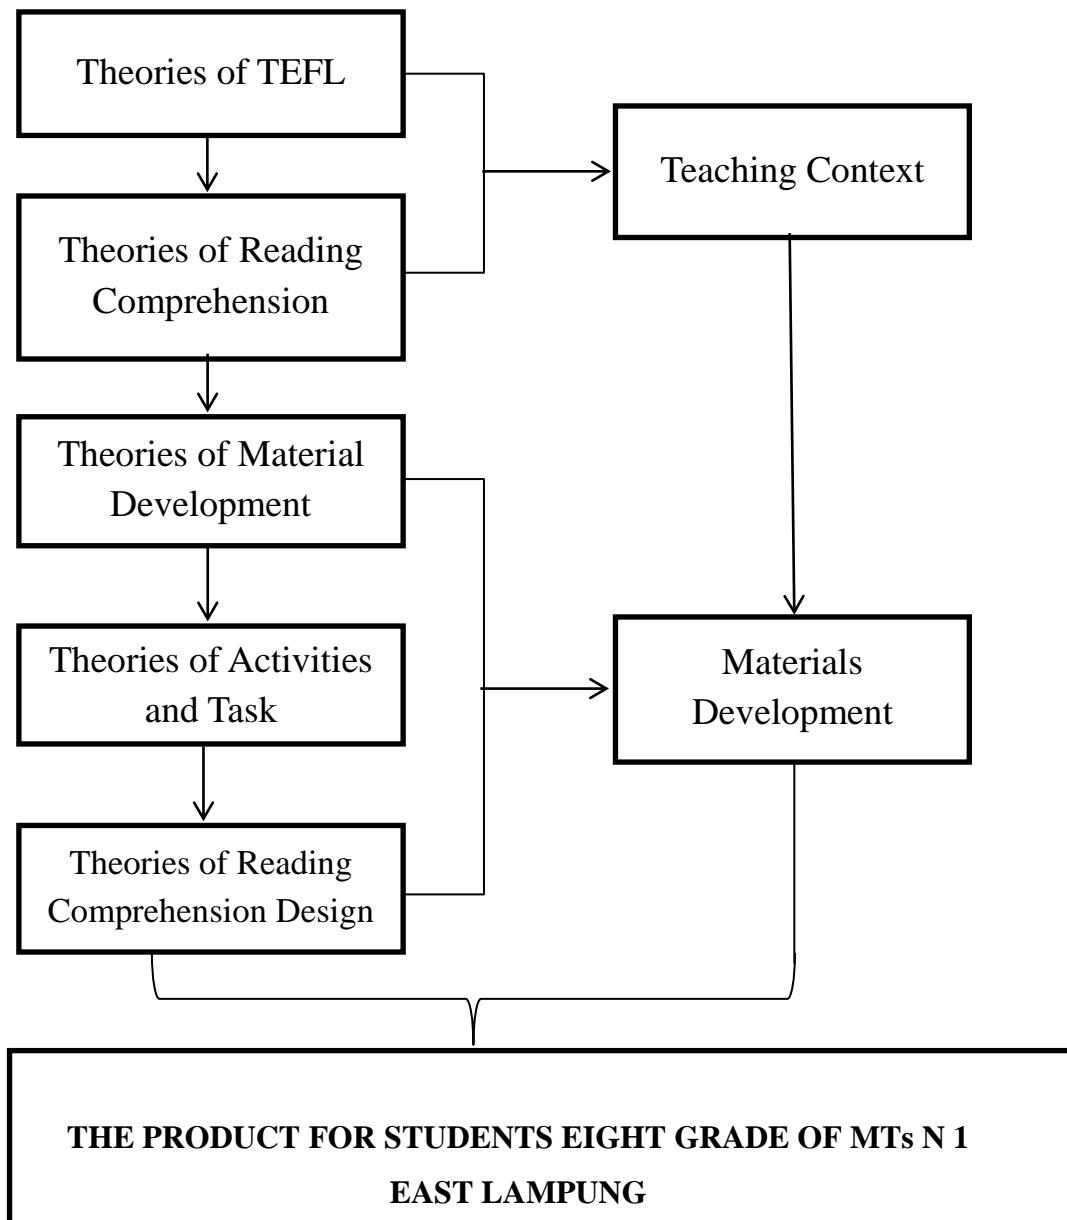 Theories of TEFL
Teaching Context
Theories of Reading
Comprehension
Theories of Material
Development
Theories of Activities
and Task
Materials
Development
Theories of Reading
Comprehension Design
THE PRODUCT FOR STUDENTS EIGHT GRADE OF MTs N 1
EAST LAMPUNG